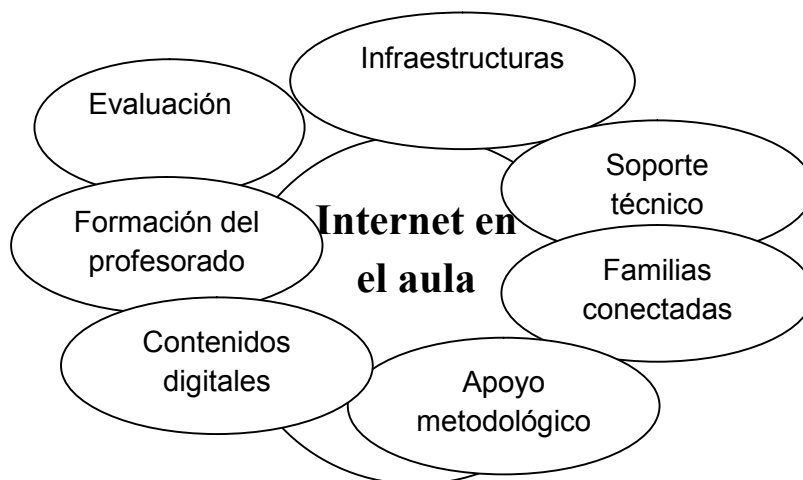 Infraestructuras
Evaluación
Soporte
técnico
Formación del
profesorado
Internet en
el aula
Familias
conectadas
Contenidos
digitales
Apoyo
metodológico